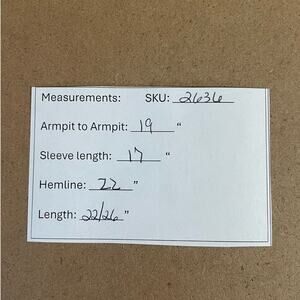 Measurements: SKU: 2636
Armpit to Armpit: 19 "
Sleeve length: 17 "
Hemline: 22 "
Length: 22/26 "